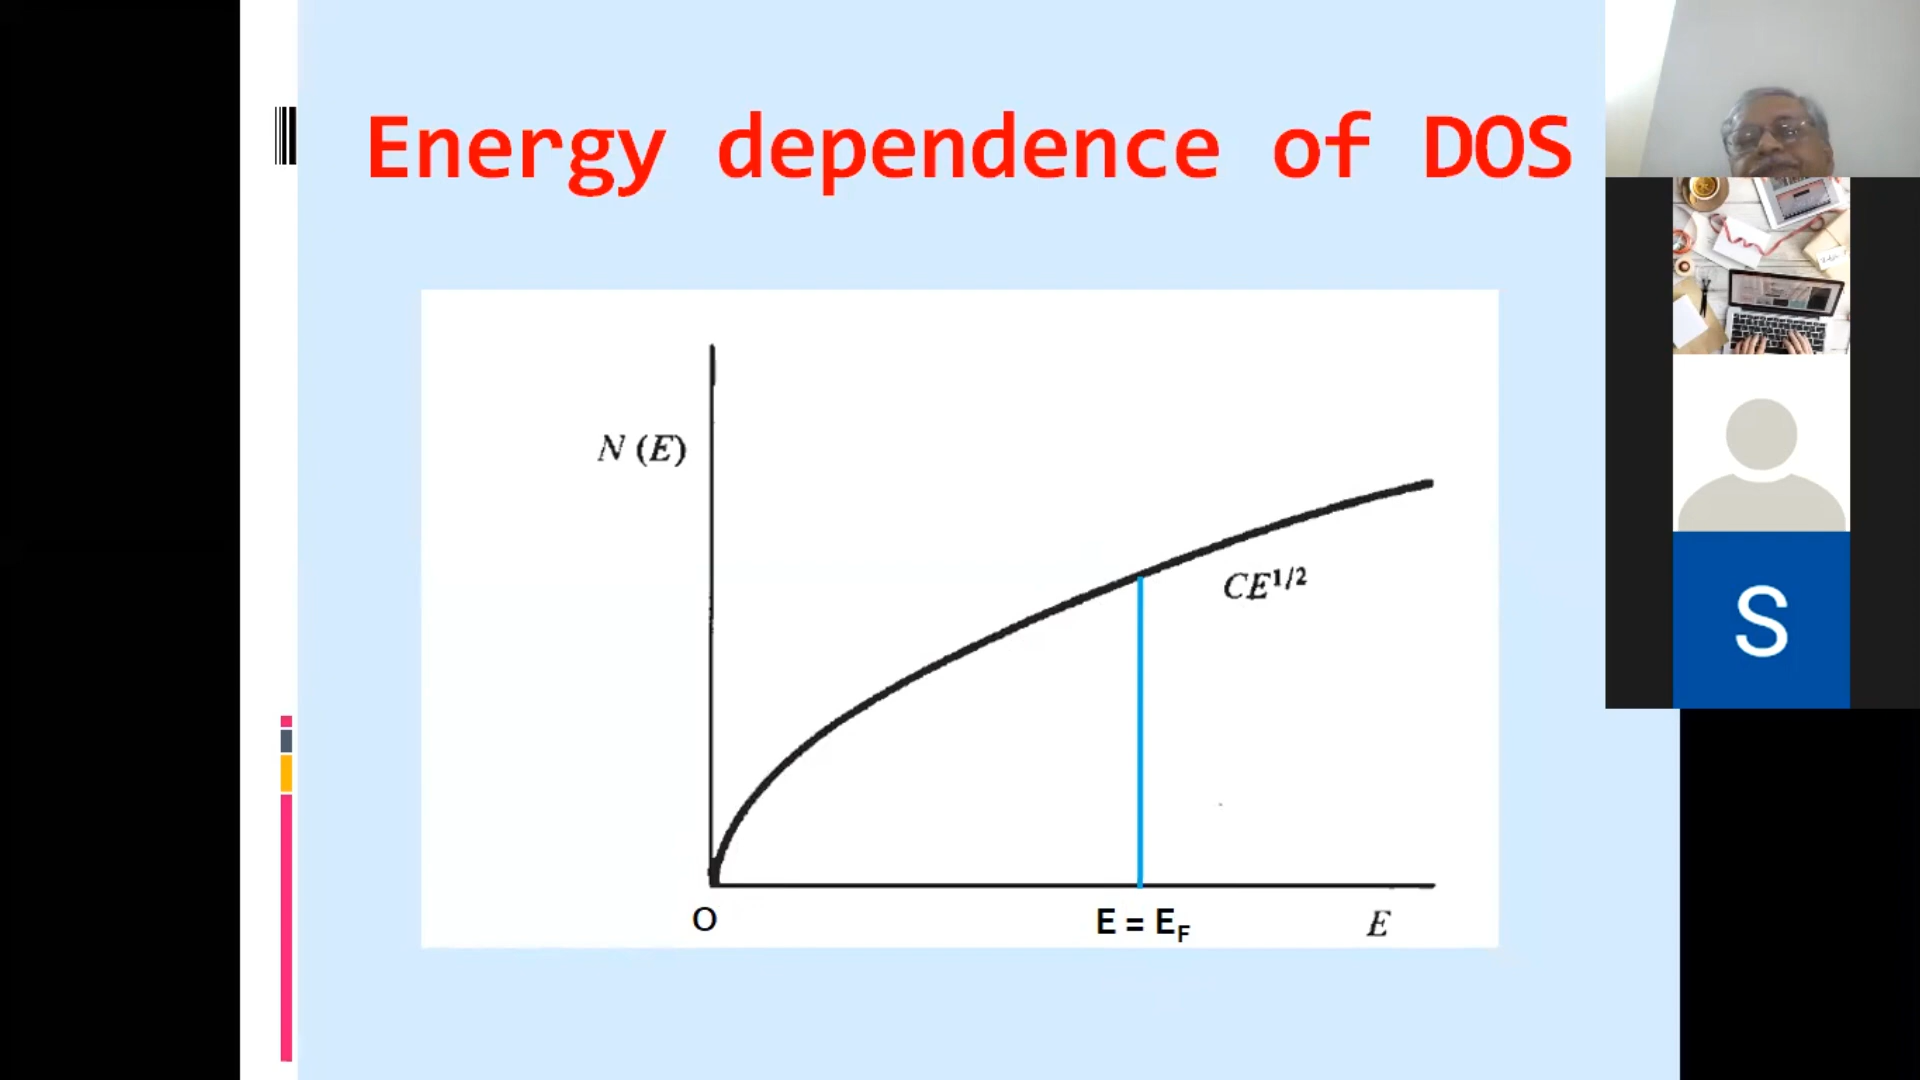 Energy dependence of DOS
N (E)
CE¹/²
O
E = E_F
E
S